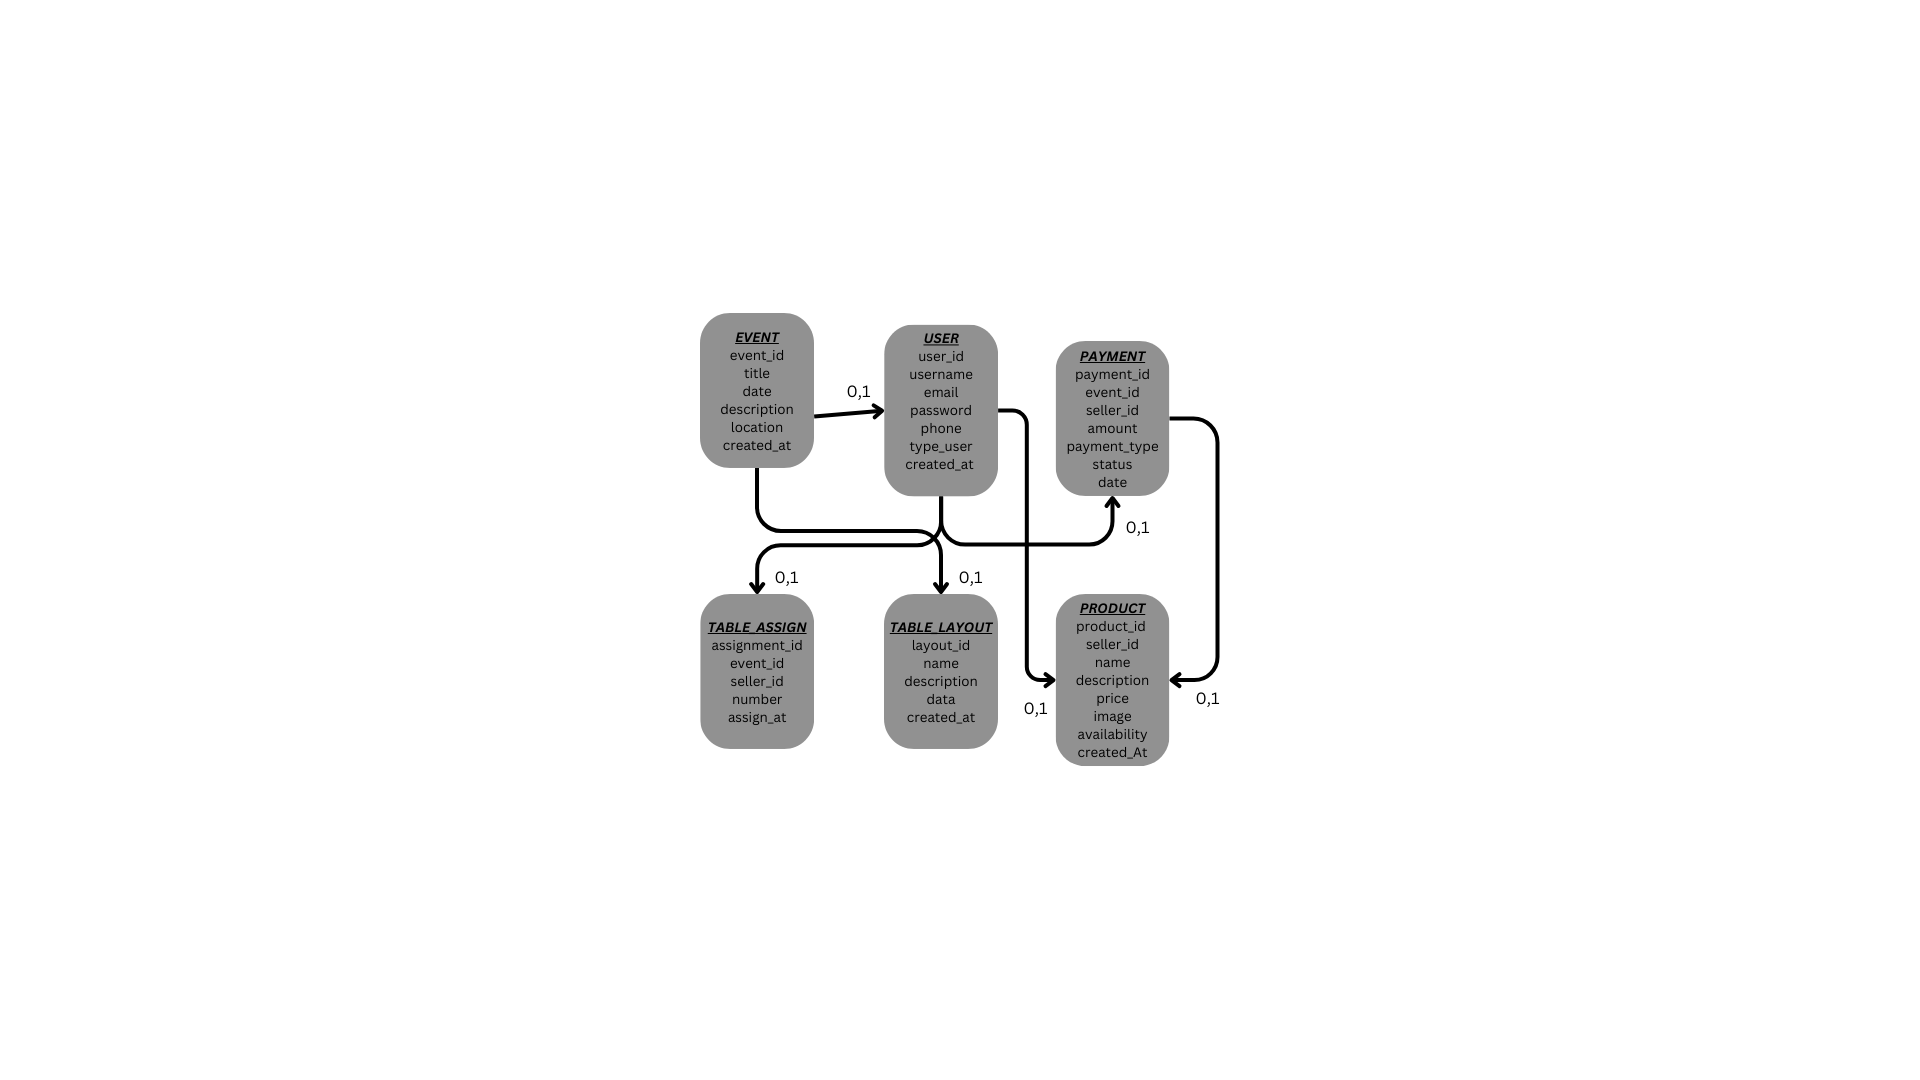 EVENT
event_id
title
date
description
location
created_at
0,1
USER
user_id
username
email
password
phone
type_user
created_at
PAYMENT
payment_id
event_id
seller_id
amount
payment_type
status
date
0,1
0,1
0,1
TABLE_ASSIGN
assignment_id
event_id
seller_id
number
assign_at
TABLE_LAYOUT
layout_id
name
description
data
created_at
0,1
PRODUCT
product_id
seller_id
name
description
price
image
availability
created_At
0,1